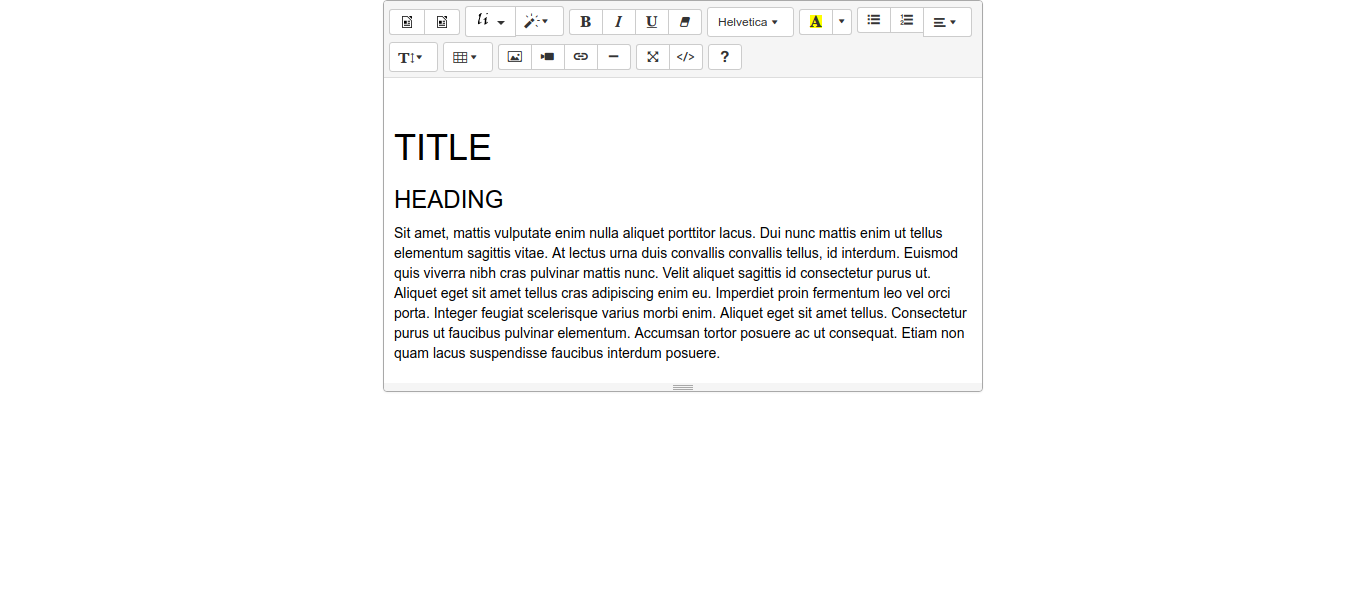 B I U Helvetica A
T </> ?
TITLE
HEADING
Sit amet, mattis vulputate enim nulla aliquet porttitor lacus. Dui nunc mattis enim ut tellus
elementum sagittis vitae. At lectus urna duis convallis convallis tellus, id interdum. Euismod
quis viverra nibh cras pulvinar mattis nunc. Velit aliquet sagittis id consectetur purus ut.
Aliquet eget sit amet tellus cras adipiscing enim eu. Imperdiet proin fermentum leo vel orci
porta. Integer feugiat scelerisque varius morbi enim. Aliquet eget sit amet tellus. Consectetur
purus ut faucibus pulvinar elementum. Accumsan tortor posuere ac ut consequat. Etiam non
quam lacus suspendisse faucibus interdum posuere.